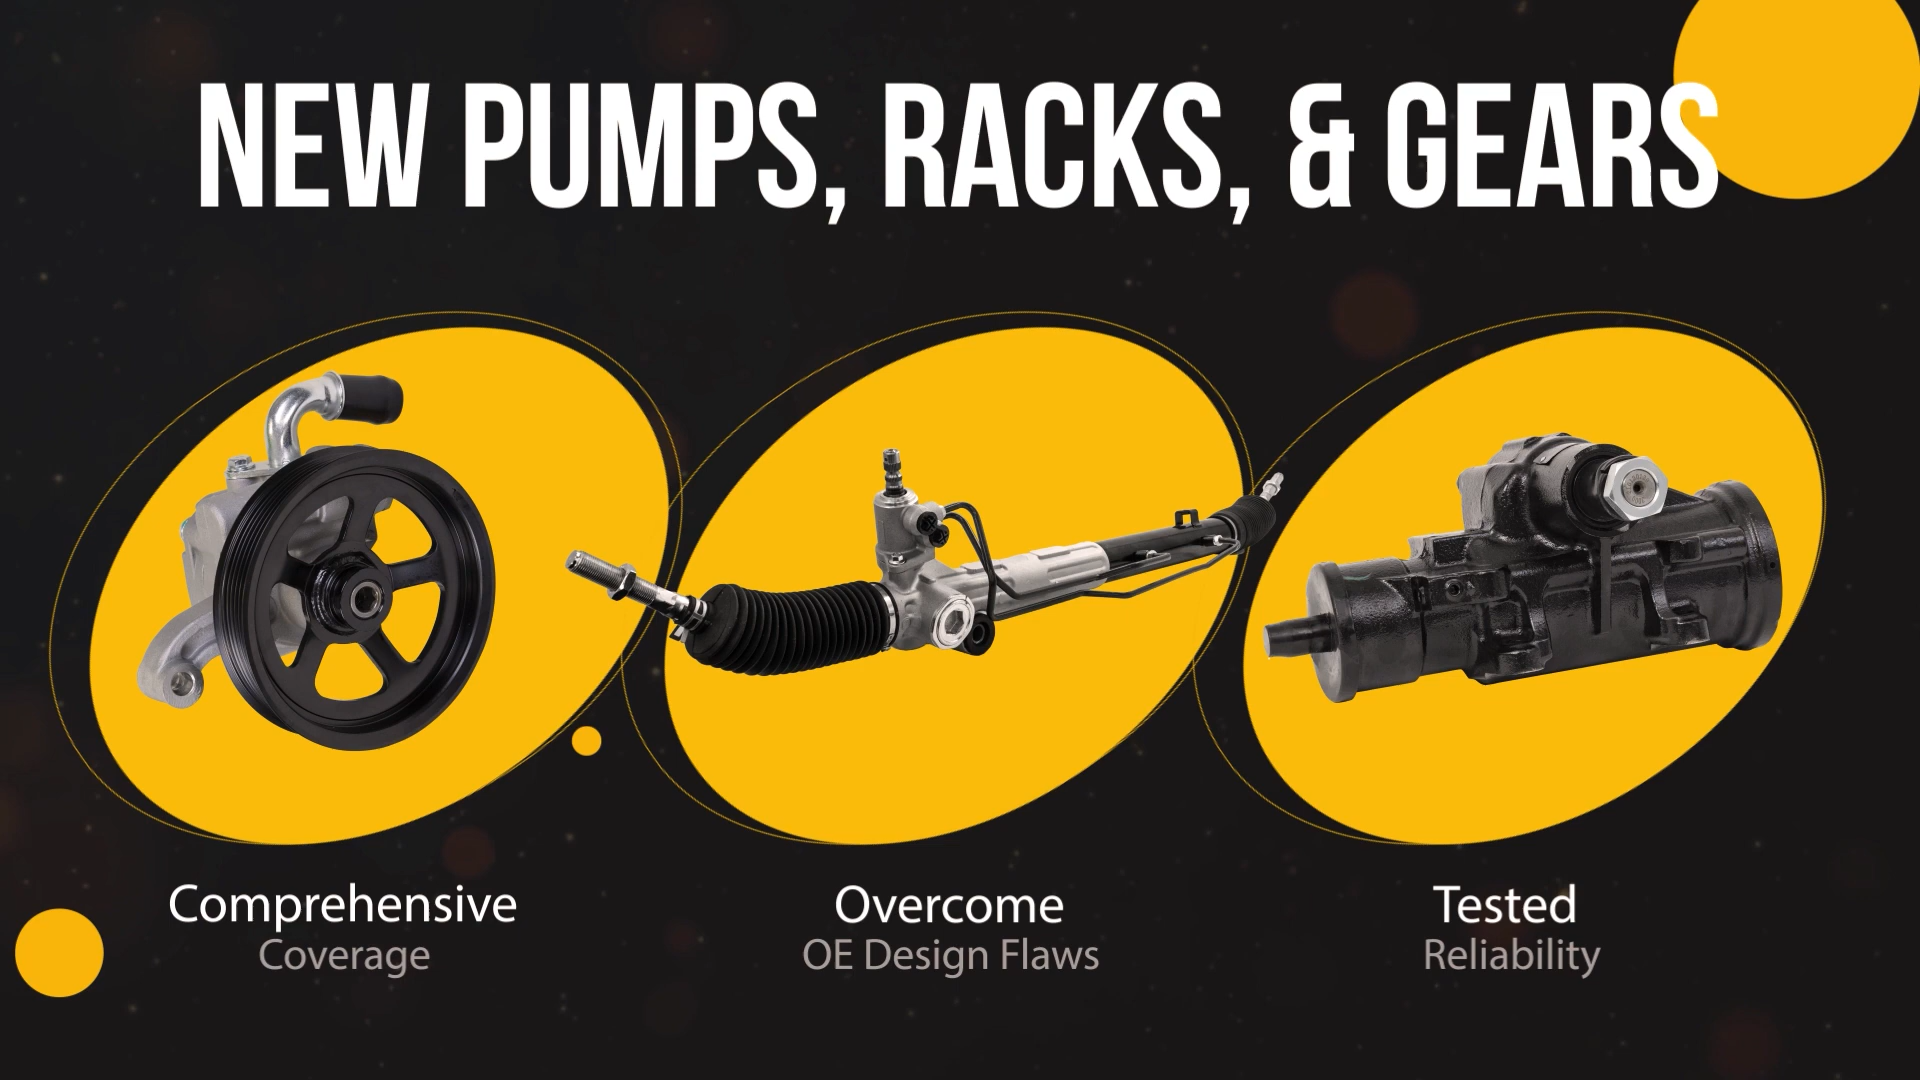 NEW PUMPS, RACKS, & GEARS
Comprehensive
Coverage
Overcome
OE Design Flaws
Tested
Reliability